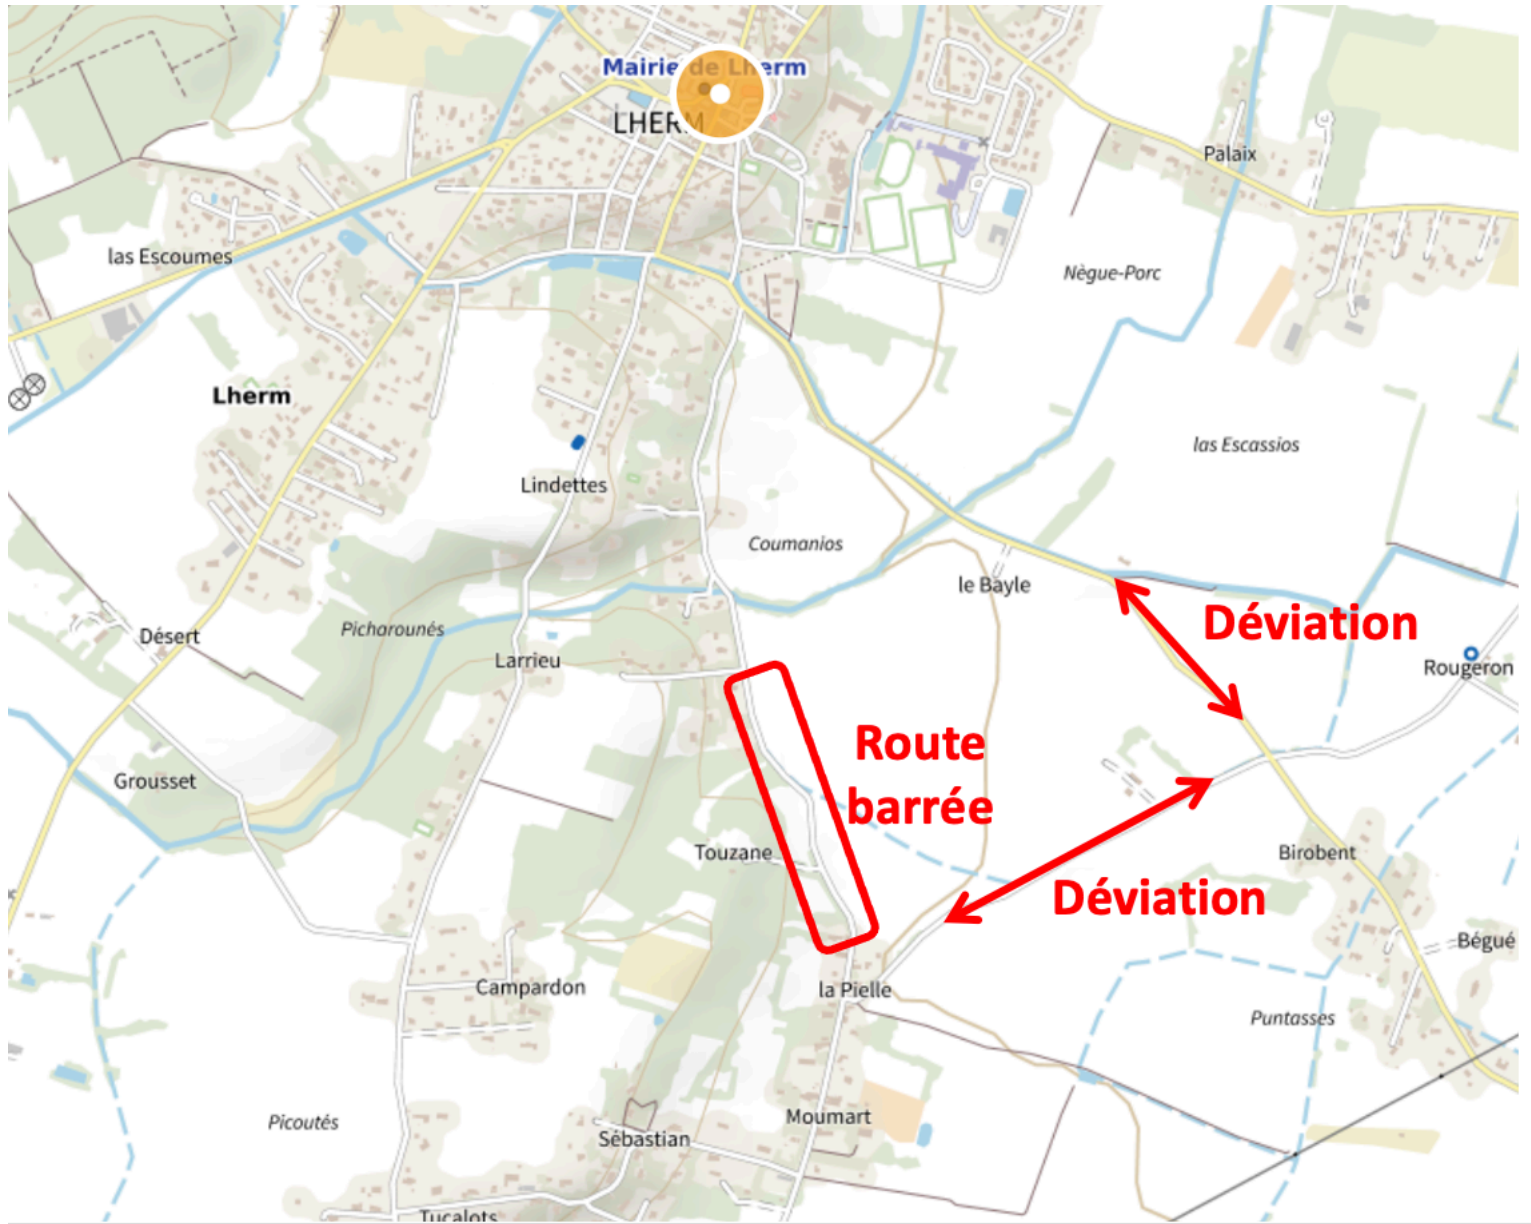 Mairie de Lherm
LHERM
Palaix
las Escoumes
Nègue-Porc
Lherm
las Escassios
Lindettes
Coumanios
le Bayle
Déviation
Picharounés
Désert
Larrieu
Rougeron
Route
barrée
Grousset
Touzane
Birobent
Déviation
Bégué
Campardon
la Pielle
Puntasses
Picoutés
Moumart
Sébastian
Tucalots